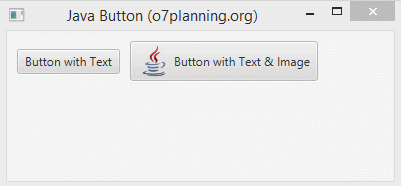 Java Button (o7planning.org)
Button with Text
Button with Text & Image